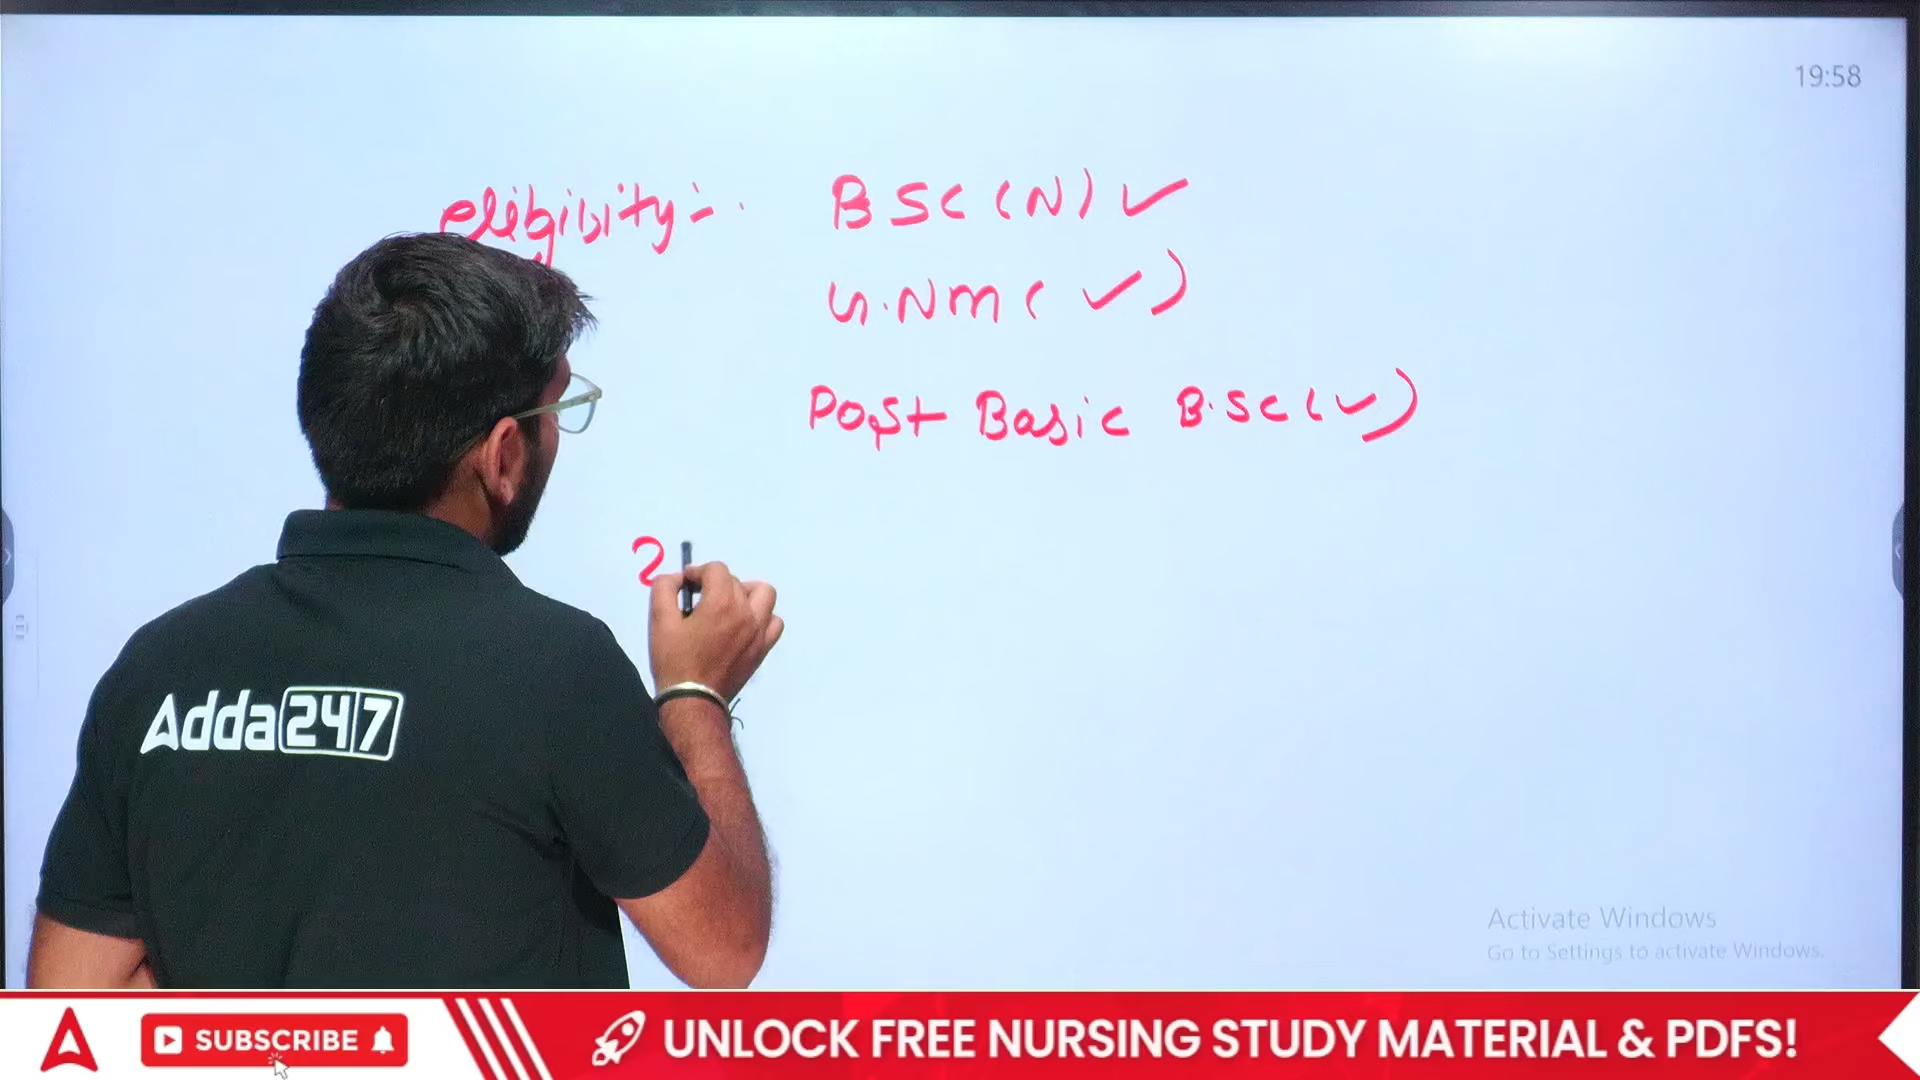 19:58
eligibility :- BSC (N) ✓
G.NM ( ✓ )
Post Basic B.SC ( ✓ )
2
Adda247
Activate Windows
Go to Settings to activate Windows.
SUBSCRIBE
UNLOCK FREE NURSING STUDY MATERIAL & PDFS!